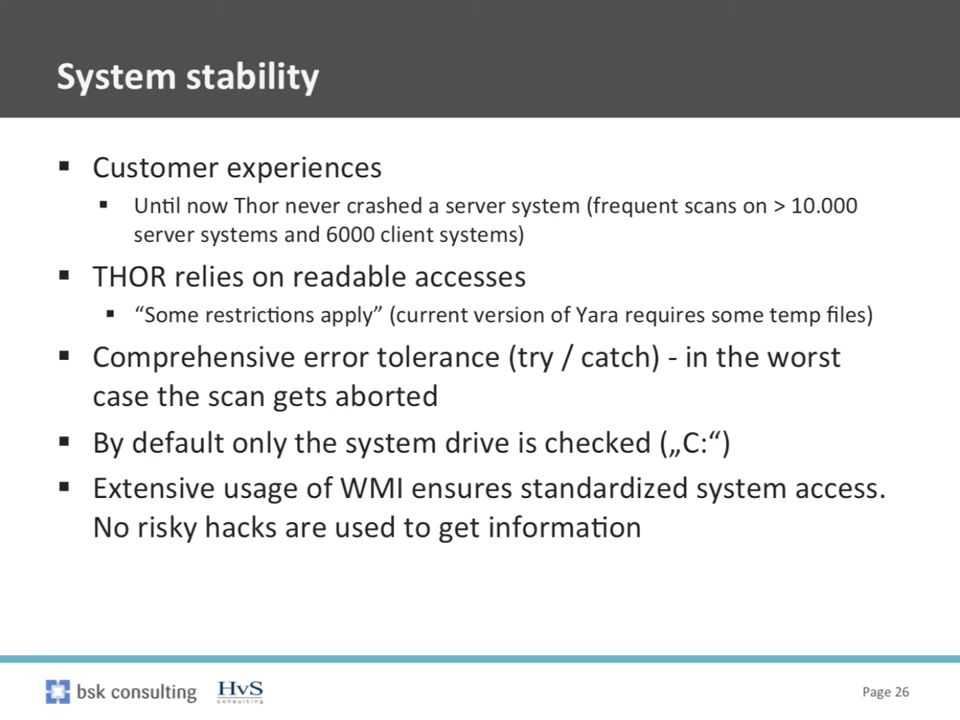 System stability
▪ Customer experiences
▪ Until now Thor never crashed a server system (frequent scans on > 10.000
server systems and 6000 client systems)
▪ THOR relies on readable accesses
▪ “Some restrictions apply” (current version of Yara requires some temp files)
▪ Comprehensive error tolerance (try / catch) - in the worst
case the scan gets aborted
▪ By default only the system drive is checked („C:“)
▪ Extensive usage of WMI ensures standardized system access.
No risky hacks are used to get information
bsk consulting
HvS
consulting
Page 26